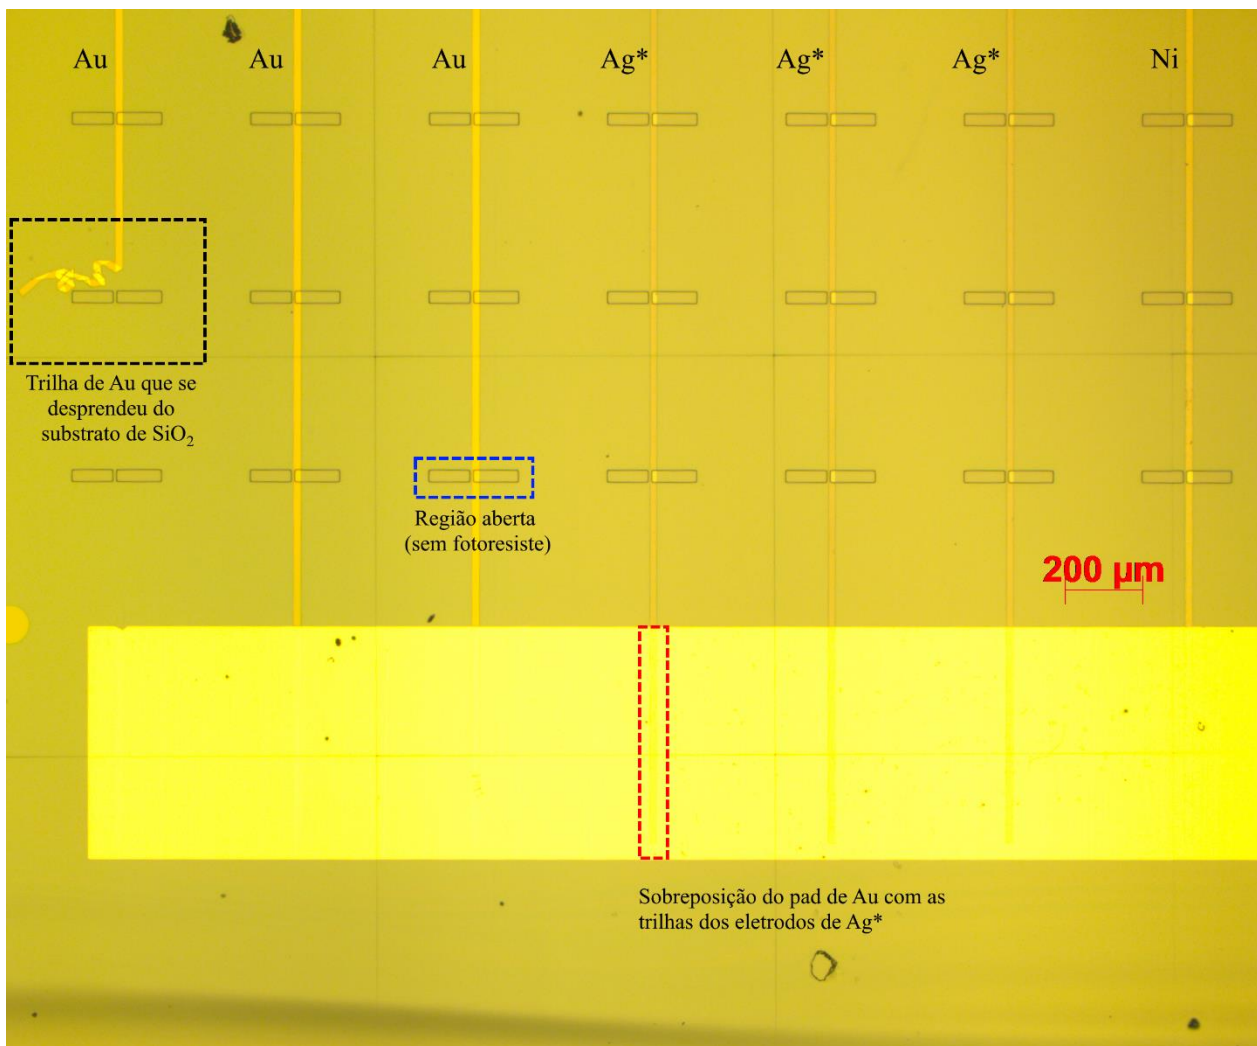 Au Au Au Ag* Ag* Ag* Ni
Trilha de Au que se
desprendeu do
substrato de SiO₂
Região aberta
(sem fotoresiste)
200 µm
Sobreposição do pad de Au com as
trilhas dos eletrodos de Ag*